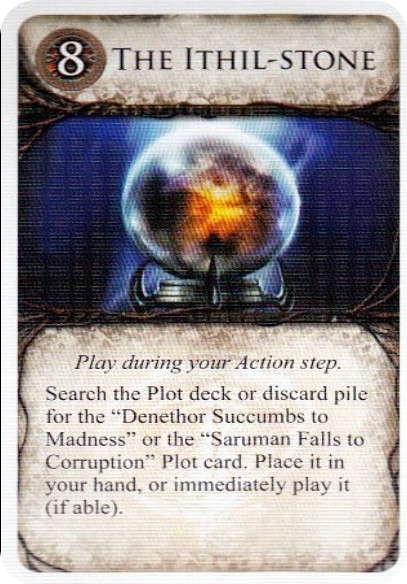 8 THE ITHIL-STONE
Play during your Action step.
Search the Plot deck or discard pile
for the “Denethor Succumbs to
Madness” or the “Saruman Falls to
Corruption” Plot card. Place it in
your hand, or immediately play it
(if able).